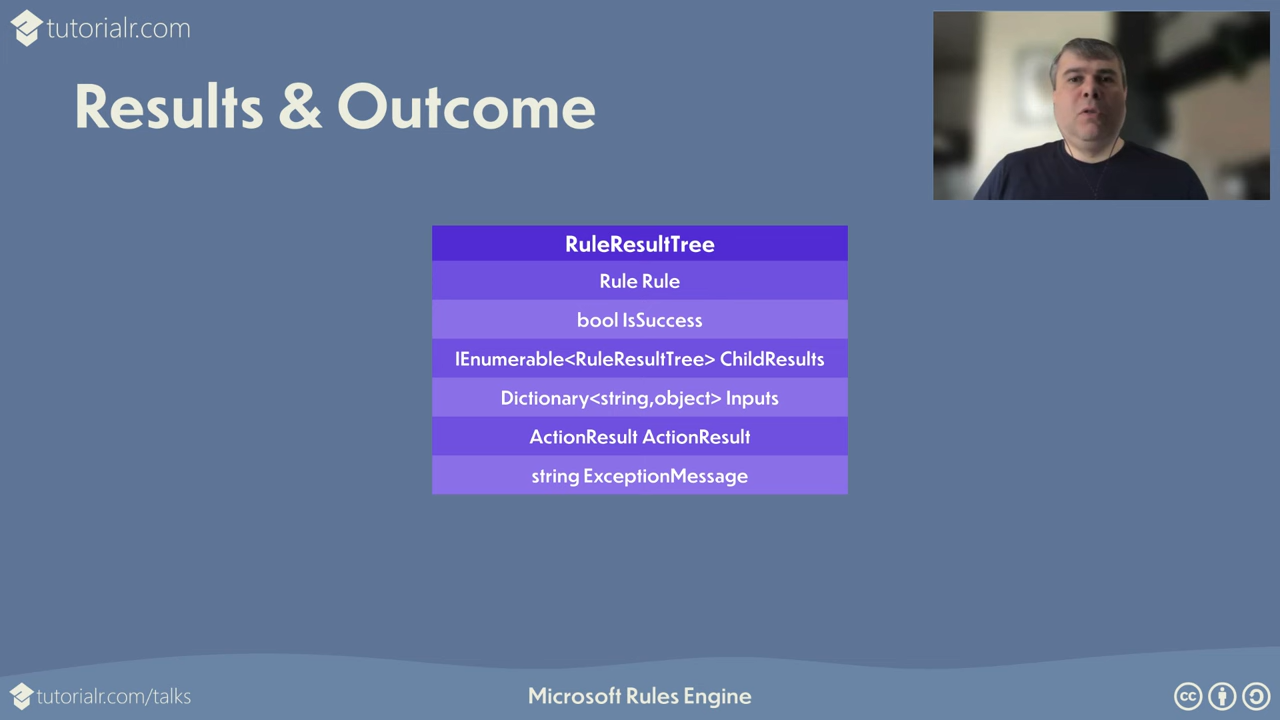 tutorialr.com
Results & Outcome
RuleResultTree
Rule Rule
bool IsSuccess
IEnumerable<RuleResultTree> ChildResults
Dictionary<string,object> Inputs
ActionResult ActionResult
string ExceptionMessage
tutorialr.com/talks
Microsoft Rules Engine
cc